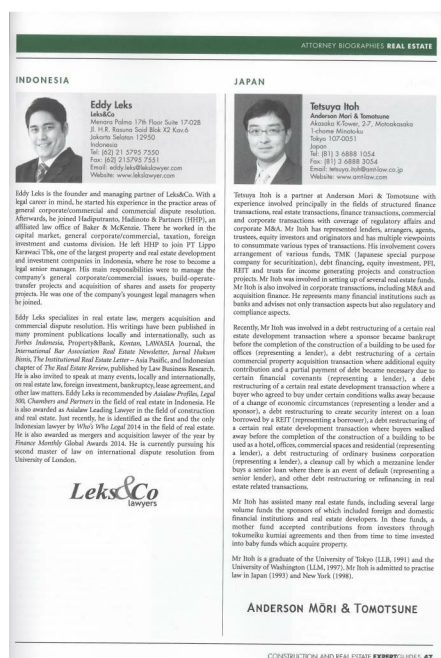 ATTORNEY BIOGRAPHIES REAL ESTATE
INDONESIA
Eddy Leks
Leks&Co
Menara Palma 17th Floor Suite 17-02B
Jl. H.R. Rasuna Said Blok X2 Kav.6
Jakarta Selatan 12950
Indonesia
Tel: (62) 21 5795 7550
Fax: (62) 215795 7551
Email: eddy.leks@lekslawyer.com
Website: www.lekslawyer.com
Eddy Leks is the founder and managing partner of Leks&Co. With a
legal career in mind, he started his experience in the practice areas of
general corporate/commercial and commercial dispute resolution.
Afterwards, he joined Hadiputranto, Hadinoto & Partners (HHP), an
affiliated law office of Baker & McKenzie. There he worked in the
capital market, general corporate/commercial, taxation, foreign
investment and customs division. He left HHP to join PT Lippo
Karawaci Tbk, one of the largest property and real estate development
and investment companies in Indonesia, where he rose to become a
legal senior manager. His main responsibilities were to manage the
company's general corporate/commercial issues, build-operate-
transfer projects and acquisition of shares and assets for property
projects. He was one of the company's youngest legal managers when
he joined.
Eddy Leks specializes in real estate law, mergers acquisition and
commercial dispute resolution. His writings have been published in
many prominent publications locally and internationally, such as
Forbes Indonesia, Property&Bank, Kontan, LAWASIA Journal, the
International Bar Association Real Estate Newsletter, Jurnal Hukum
Bisnis, The Institutional Real Estate Letter – Asia Pasific, and Indonesian
chapter of The Real Estate Review, published by Law Business Research.
He is also invited to speak at many events, locally and internationally,
on real estate law, foreign investment, bankruptcy, lease agreement, and
other law matters. Eddy Leks is recommended by Asialaw Profiles, Legal
500, Chambers and Partners in the field of real estate in Indonesia. He
is also awarded as Asialaw Leading Lawyer in the field of construction
and real estate. Just recently, he is identified as the first and the only
Indonesian lawyer by Who's Who Legal 2014 in the field of real estate.
He is also awarded as mergers and acquisition lawyer of the year by
Finance Monthly Global Awards 2014. He is currently pursuing his
second master of law on international dispute resolution from
University of London.
Leks&Co
lawyers
JAPAN
Tetsuya Itoh
Anderson Mori & Tomotsune
Akasaka K-Tower, 2-7, Motoakasaka
1-chome Minato-ku
Tokyo 107-0051
Japan
Tel: (81) 3 6888 1054
Fax: (81) 3 6888 3054
Email: tetsuya.itoh@amt-law.co.jp
Website: www.amt-law.com
Tetsuya Itoh is a partner at Anderson Mori & Tomotsune with
experience involved principally in the fields of structured finance
transactions, real estate transactions, finance transactions, commercial
and corporate transactions with coverage of regulatory affairs and
corporate M&A. Mr Itoh has represented lenders, arrangers, agents,
trustees, equity investors and originators and has multiple viewpoints
to consummate various types of transactions. His involvement covers
arrangement of various funds, TMK (Japanese special purpose
company for securitization), debt financing, equity investment, PFI,
REIT and trusts for income generating projects and construction
projects. Mr Itoh was involved in setting up of several real estate funds.
Mr Itoh is also involved in corporate transactions, including M&A and
acquisition finance. He represents many financial institutions such as
banks and advises not only transaction aspects but also regulatory and
compliance aspects.
Recently, Mr Itoh was involved in a debt restructuring of a certain real
estate development transaction where a sponsor became bankrupt
before the completion of the construction of a building to be used for
offices (representing a lender), a debt restructuring of a certain
commercial property acquisition transaction where additional equity
contribution and a partial payment of debt became necessary due to
certain financial covenants (representing a lender), a debt
restructuring of a certain real estate development transaction where a
buyer who agreed to buy under certain conditions walks away because
of a change of economic circumstances (representing a lender and a
sponsor), a debt restructuring to create security interest on a loan
borrowed by a REIT (representing a borrower), a debt restructuring of
a certain real estate development transaction where buyers walked
away before the completion of the construction of a building to be
used as a hotel, offices, commercial spaces and residential (representing
a lender), a debt restructuring of ordinary business corporation
(representing a lender), a cleanup call by which a mezzanine lender
buys a senior loan where there is an event of default (representing a
senior lender), and other debt restructuring or refinancing in real
estate related transactions.
Mr Itoh has assisted many real estate funds, including several large
volume funds the sponsors of which included foreign and domestic
financial institutions and real estate developers. In these funds, a
mother fund accepted contributions from investors through
tokumeiku kumiai agreements and then from time to time invested
into baby funds which acquire property.
Mr Itoh is a graduate of the University of Tokyo (LLB, 1991) and the
University of Washington (LLM, 1997). Mr Itoh is admitted to practise
law in Japan (1993) and New York (1998).
ANDERSON MŌRI & TOMOTSUNE
CONSTRUCTION AND REAL ESTATE EXPERTGUIDES 67